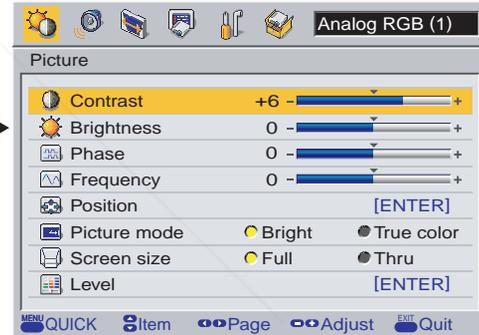 Analog RGB (1)
Picture
Contrast +6 - +
Brightness 0 - +
Phase 0 - +
Frequency 0 - +
Position [ENTER]
Picture mode Bright True color
Screen size Full Thru
Level [ENTER]
MENU QUICK Item Page Adjust EXIT Quit